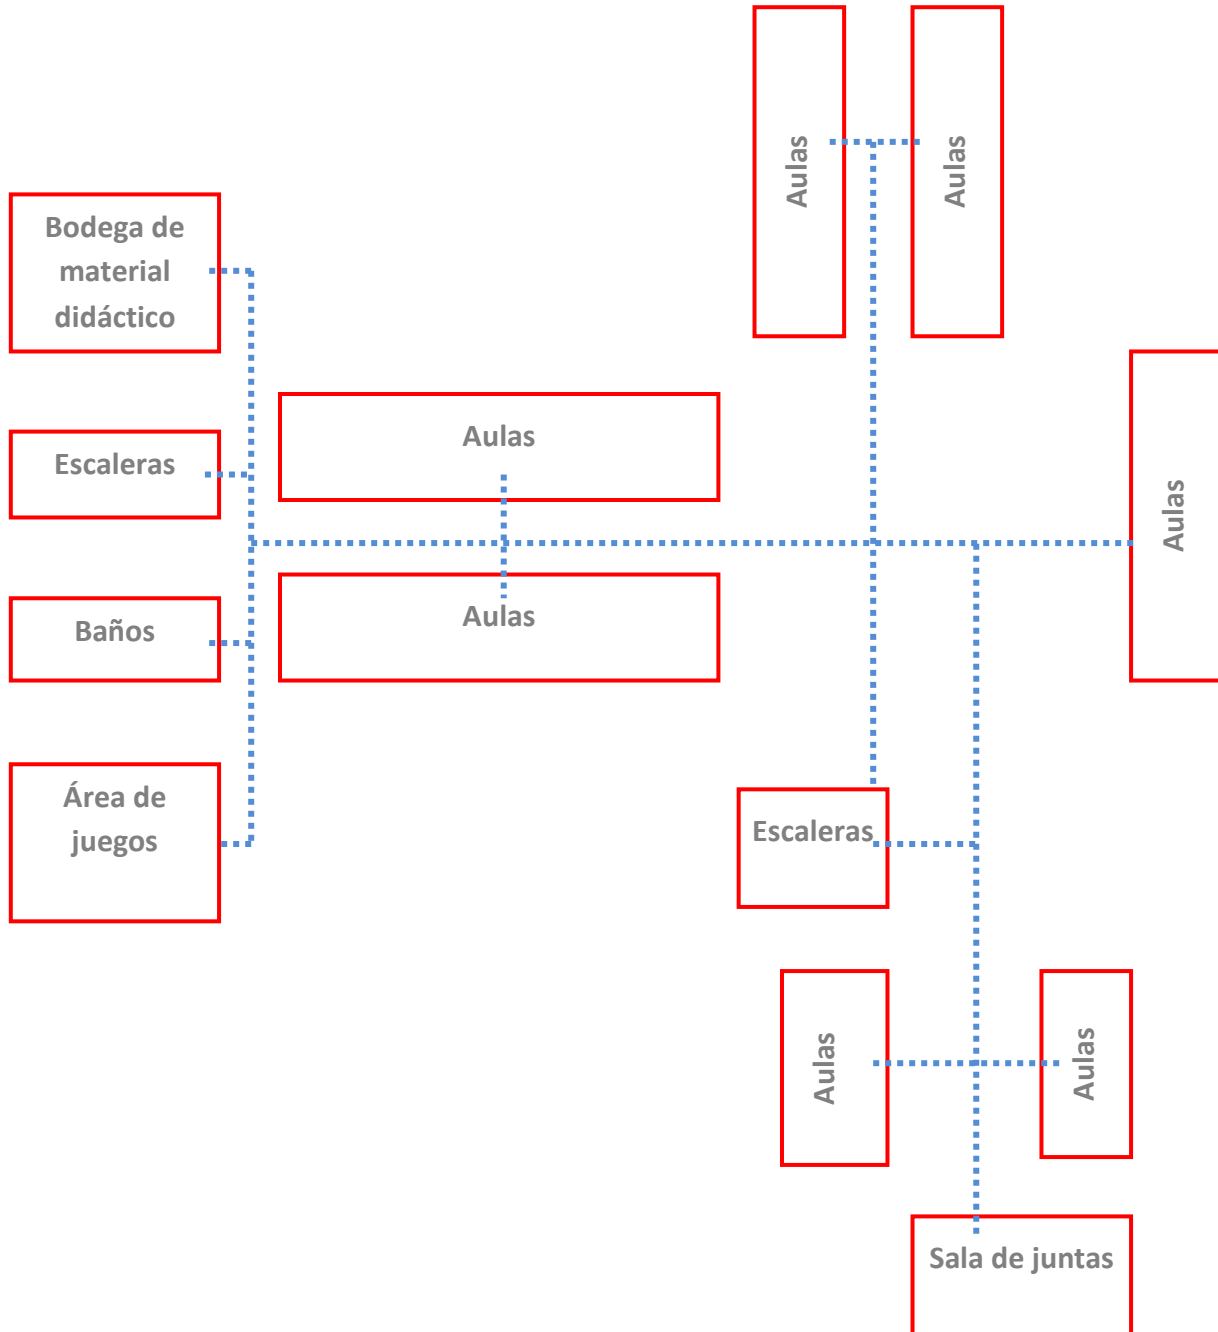 Aulas
Aulas
Bodega de
material
didáctico
Aulas
Escaleras
Aulas
Baños
Aulas
Área de
juegos
Escaleras
Aulas
Aulas
Sala de juntas